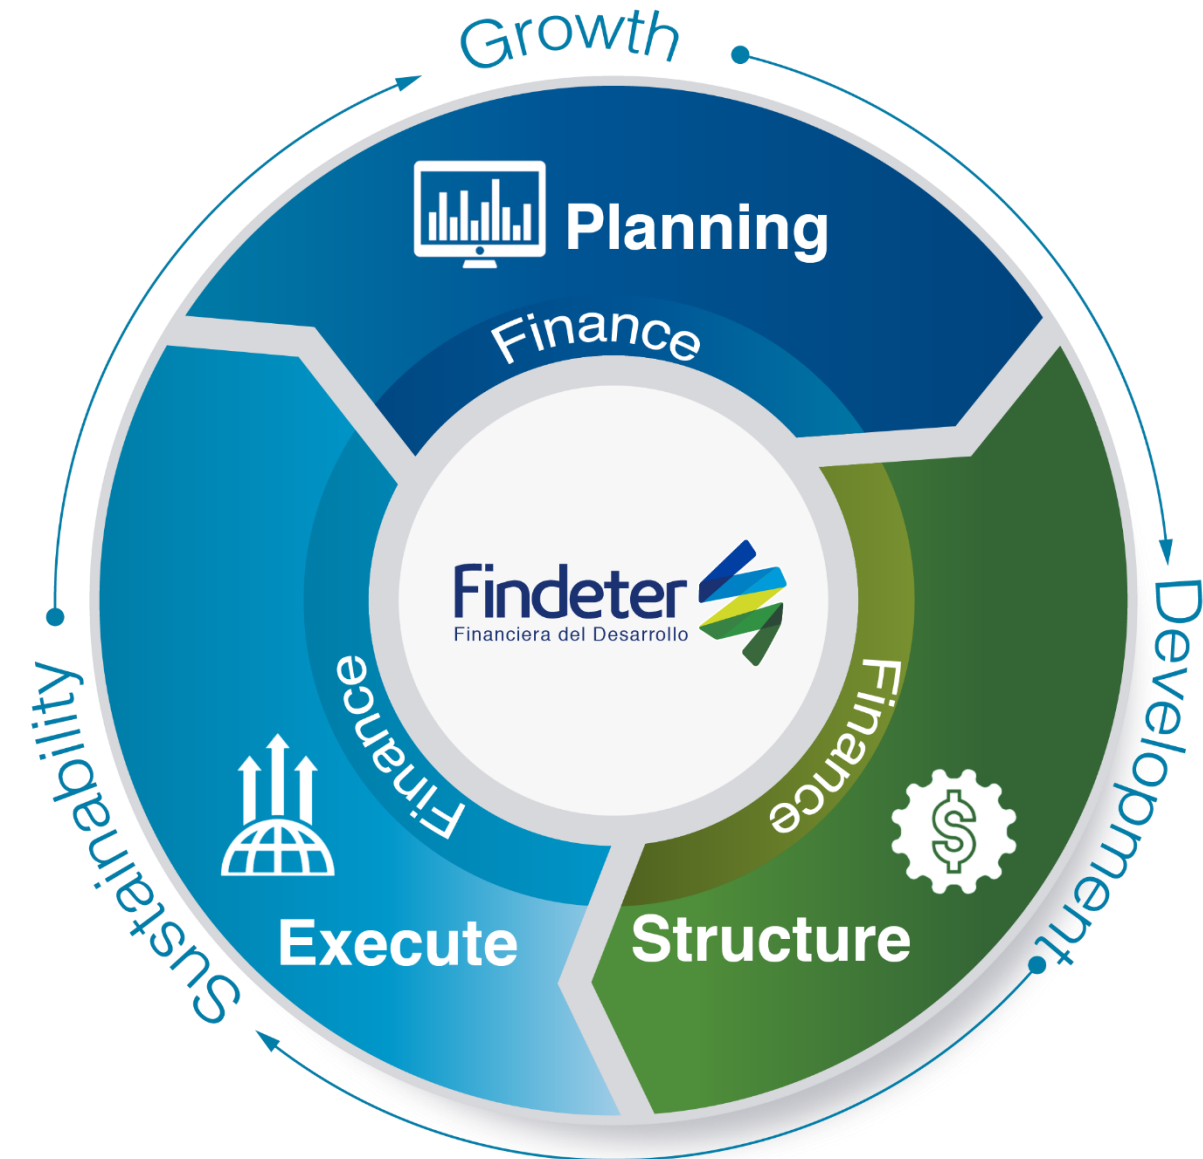 Growth
Planning
Finance
Findeter
Financiera del Desarrollo
Finance
Finance
Execute
Structure
Development
Sustainability